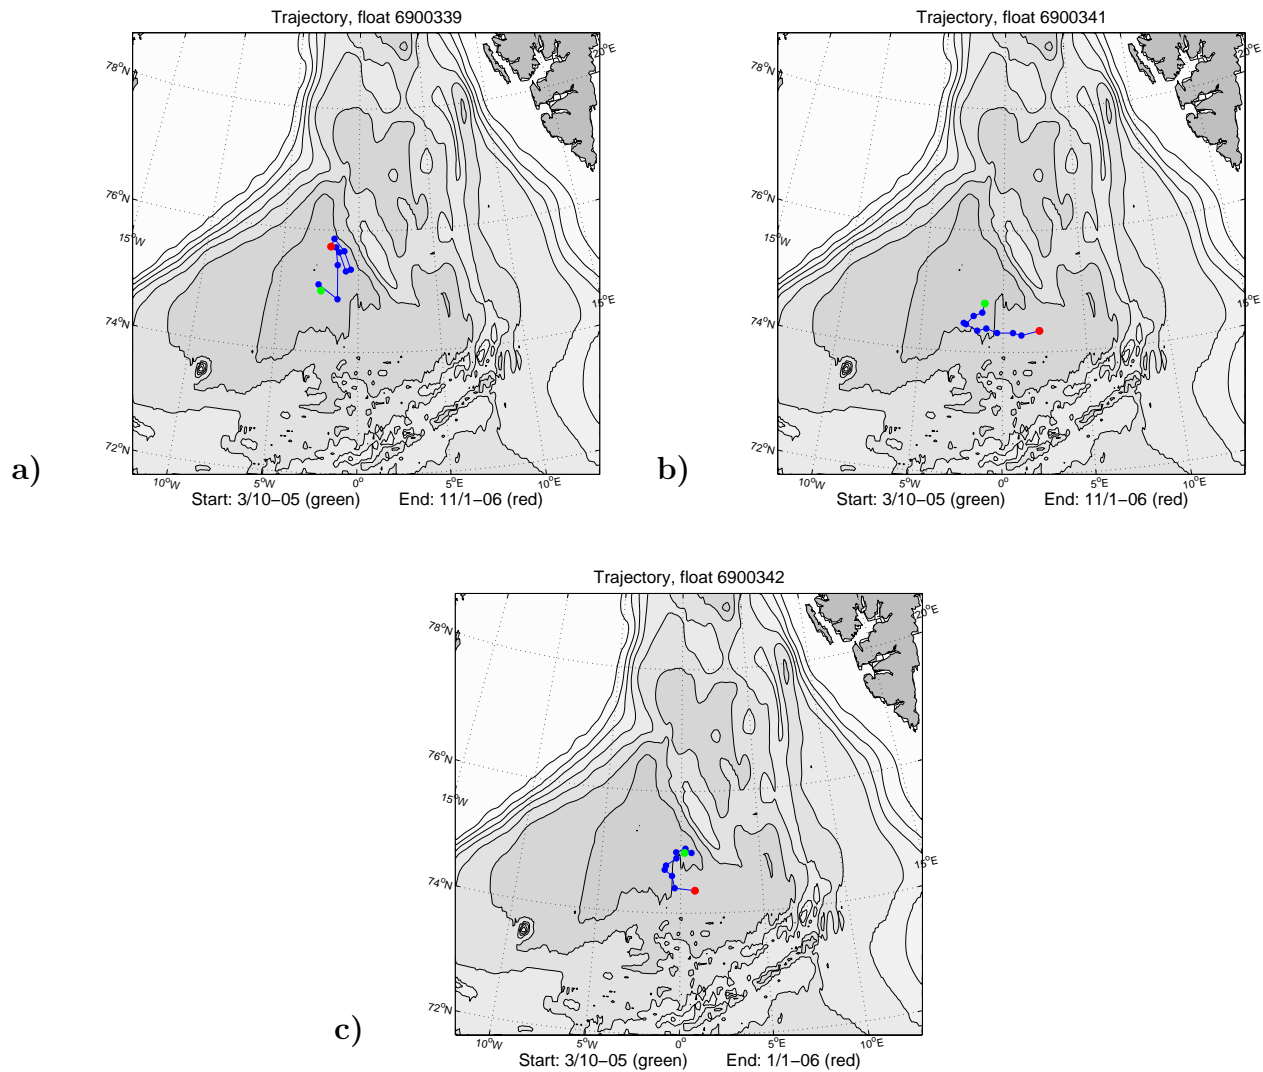 Trajectory, float 6900339
20°E
78°N
76°N
15°W
74°N
72°N
10°W
5°W
0°
5°E
10°E
a)
Start: 3/10−05 (green) End: 11/1−06 (red)
Trajectory, float 6900341
20°E
78°N
76°N
15°W
15°E
74°N
72°N
10°W
5°W
0°
5°E
10°E
15°E
b)
Start: 3/10−05 (green) End: 11/1−06 (red)
Trajectory, float 6900342
20°E
78°N
76°N
15°W
15°E
74°N
72°N
10°W
5°W
0°
5°E
10°E
c)
Start: 3/10−05 (green) End: 1/1−06 (red)